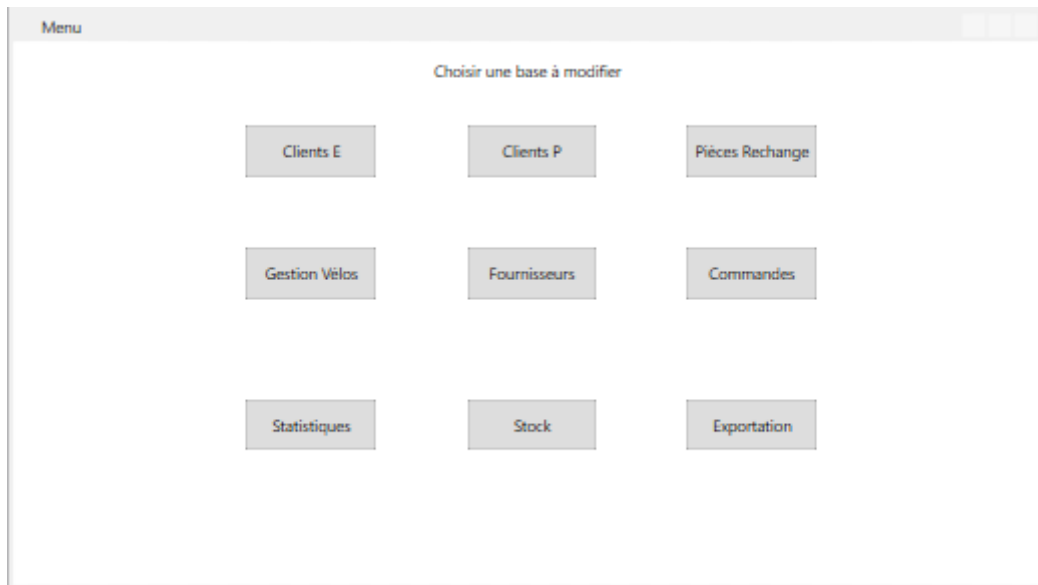 Menu
Choisir une base à modifier
Clients E
Clients P
Pièces Rechange
Gestion Vélos
Fournisseurs
Commandes
Statistiques
Stock
Exportation